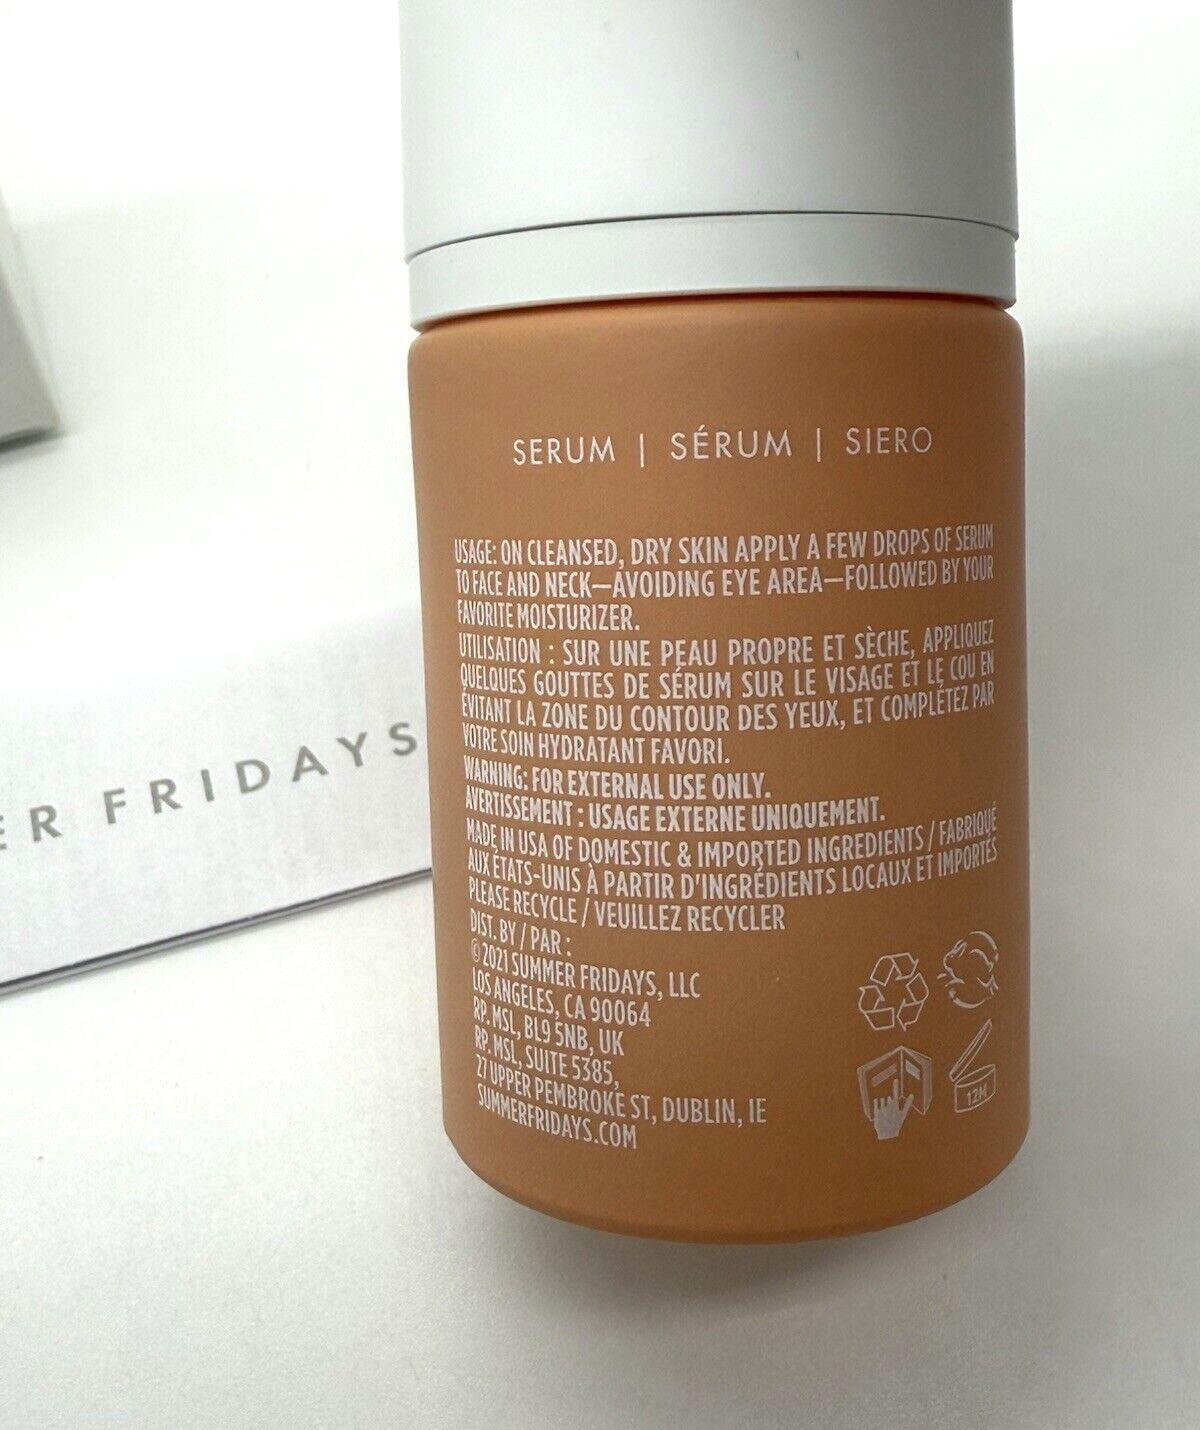 SERUM | SÉRUM | SIERO
USAGE: ON CLEANSED, DRY SKIN APPLY A FEW DROPS OF SERUM
TO FACE AND NECK—AVOIDING EYE AREA—FOLLOWED BY YOUR
FAVORITE MOISTURIZER.
UTILISATION : SUR UNE PEAU PROPRE ET SÈCHE, APPLIQUEZ
QUELQUES GOUTTES DE SÉRUM SUR LE VISAGE ET LE COU EN
ÉVITANT LA ZONE DU CONTOUR DES YEUX, ET COMPLÉTEZ PAR
VOTRE SOIN HYDRATANT FAVORI.
WARNING: FOR EXTERNAL USE ONLY.
AVERTISSEMENT : USAGE EXTERNE UNIQUEMENT.
MADE IN USA OF DOMESTIC & IMPORTED INGREDIENTS / FABRIQUÉ
AUX ÉTATS-UNIS À PARTIR D'INGRÉDIENTS LOCAUX ET IMPORTÉS
PLEASE RECYCLE / VEUILLEZ RECYCLER
DIST. BY / PAR :
© 2021 SUMMER FRIDAYS, LLC
LOS ANGELES, CA 90064
RP. MSL, BL9 5NB, UK
RP. MSL, SUITE 5385,
27 UPPER PEMBROKE ST, DUBLIN, IE
SUMMERFRIDAYS.COM
12M
ER FRIDAYS